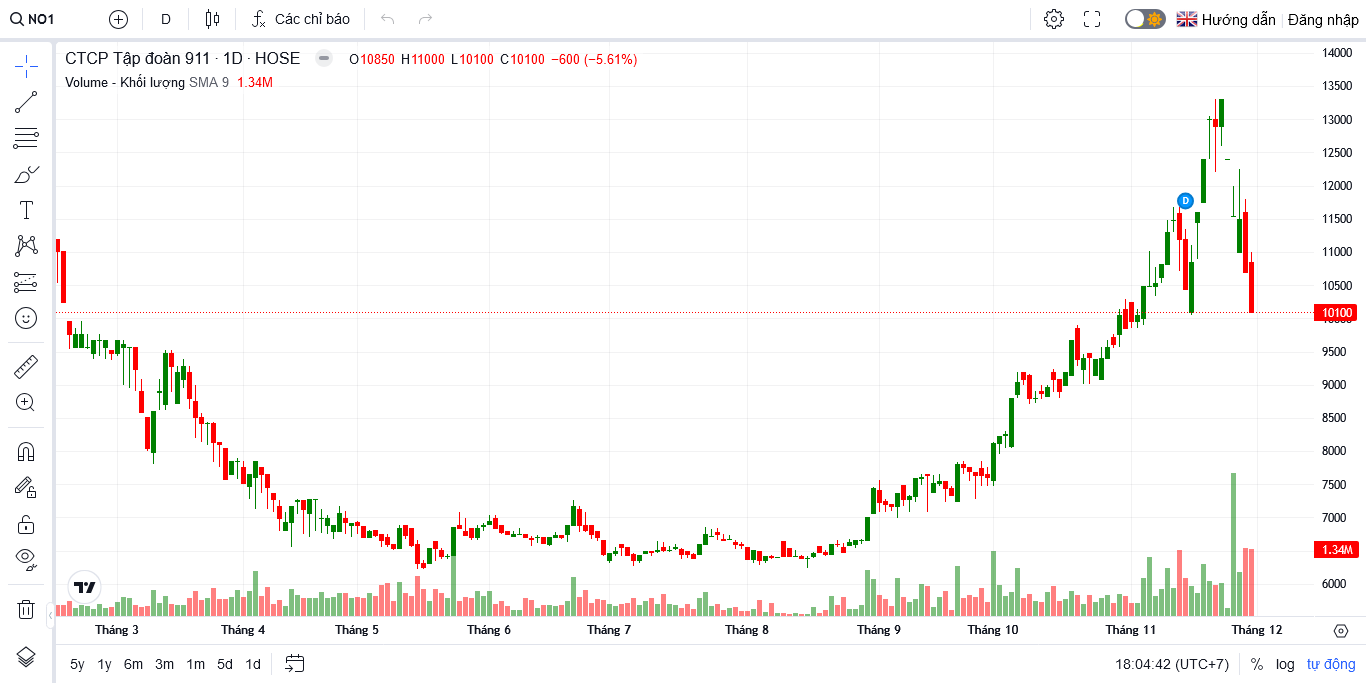 NO1 D Các chỉ báo Hướng dẫn Đăng nhập
CTCP Tập đoàn 911 · 1D · HOSE O10850 H11000 L10100 C10100 −600 (−5.61%)
Volume - Khối lượng SMA 9 1.34M
14000
13500
13000
12500
12000
D
11500
11000
10500
10100
10000
9500
9000
8500
8000
7500
7000
1.34M
6000
Tháng 3 Tháng 4 Tháng 5 Tháng 6 Tháng 7 Tháng 8 Tháng 9 Tháng 10 Tháng 11 Tháng 12
5y 1y 6m 3m 1m 5d 1d 18:04:42 (UTC+7) % log tự động